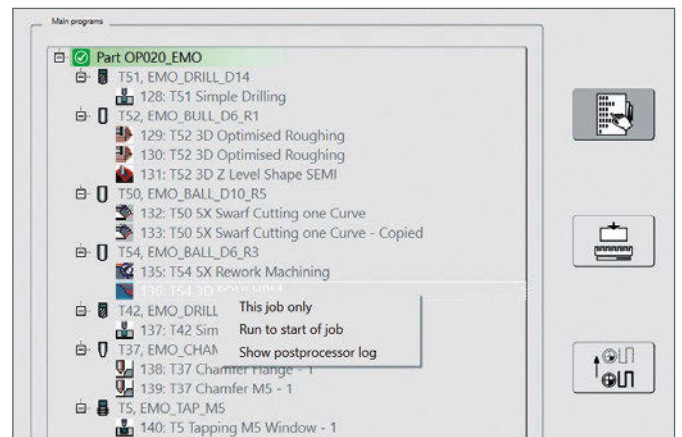 Main programs
Part OP020_EMO
T51, EMO_DRILL_D14
128: T51 Simple Drilling
T52, EMO_BULL_D6_R1
129: T52 3D Optimised Roughing
130: T52 3D Optimised Roughing
131: T52 3D Z Level Shape SEMI
T50, EMO_BALL_D10_R5
132: T50 5X Swarf Cutting one Curve
133: T50 5X Swarf Cutting one Curve - Copied
T54, EMO_BALL_D6_R3
135: T54 5X Rework Machining
136: T54 3D
T42, EMO_DRILL
This job only
137: T42 Sim
Run to start of job
T37, EMO_CHAM
Show postprocessor log
138: T37 Chamfer Flange - 1
139: T37 Chamfer M5 - 1
T5, EMO_TAP_M5
140: T5 Tapping M5 Window - 1